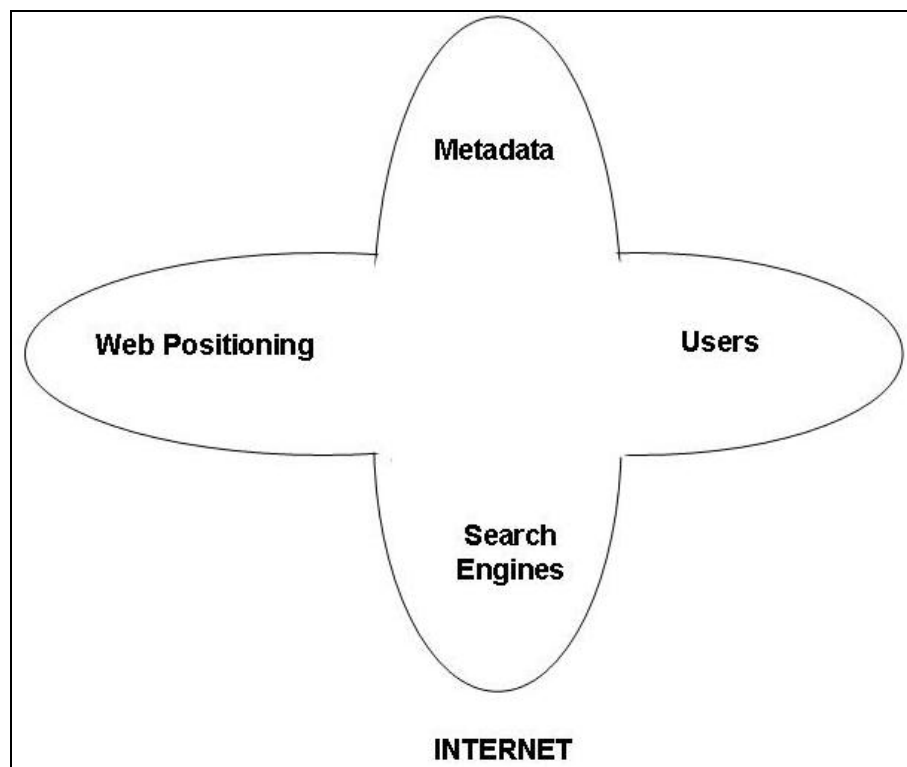 Metadata
Web Positioning
Users
Search
Engines
INTERNET